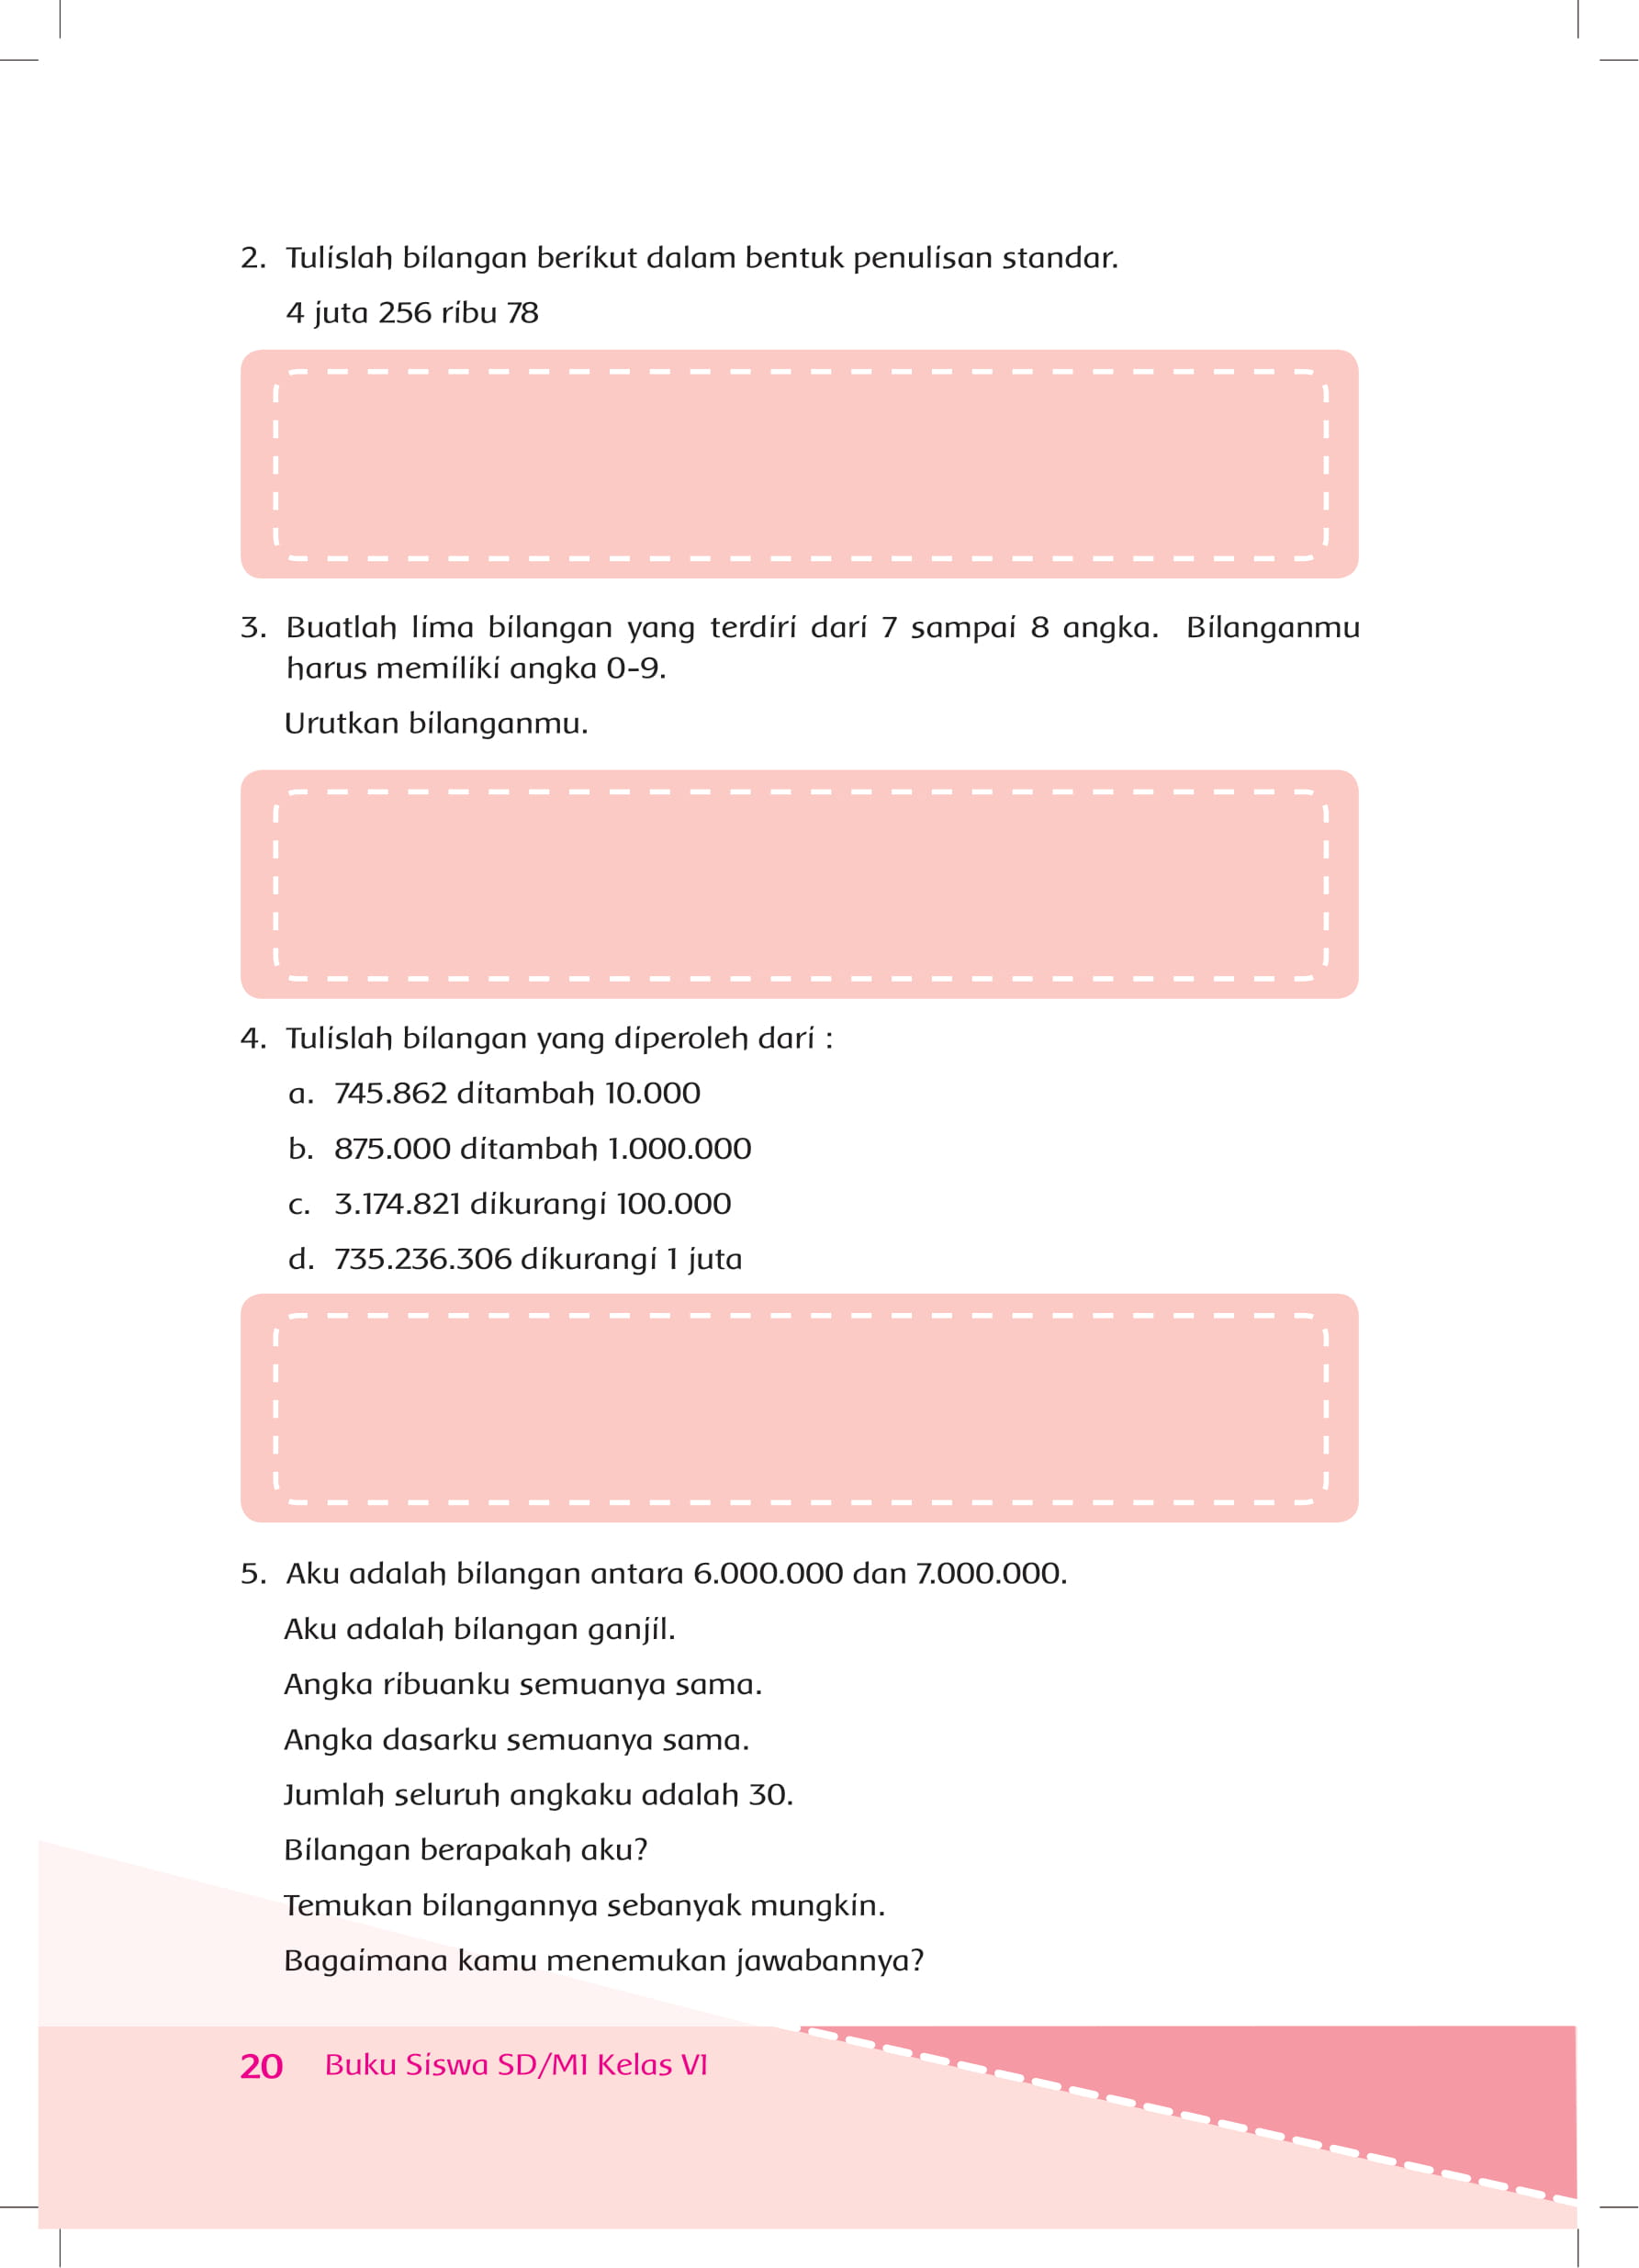 2. Tulislah bilangan berikut dalam bentuk penulisan standar.
4 juta 256 ribu 78
3. Buatlah lima bilangan yang terdiri dari 7 sampai 8 angka. Bilanganmu
harus memiliki angka 0-9.
Urutkan bilanganmu.
4. Tulislah bilangan yang diperoleh dari :
a. 745.862 ditambah 10.000
b. 875.000 ditambah 1.000.000
c. 3.174.821 dikurangi 100.000
d. 735.236.306 dikurangi 1 juta
5. Aku adalah bilangan antara 6.000.000 dan 7.000.000.
Aku adalah bilangan ganjil.
Angka ribuanku semuanya sama.
Angka dasarku semuanya sama.
Jumlah seluruh angkaku adalah 30.
Bilangan berapakah aku?
Temukan bilangannya sebanyak mungkin.
Bagaimana kamu menemukan jawabannya?
20 Buku Siswa SD/MI Kelas VI